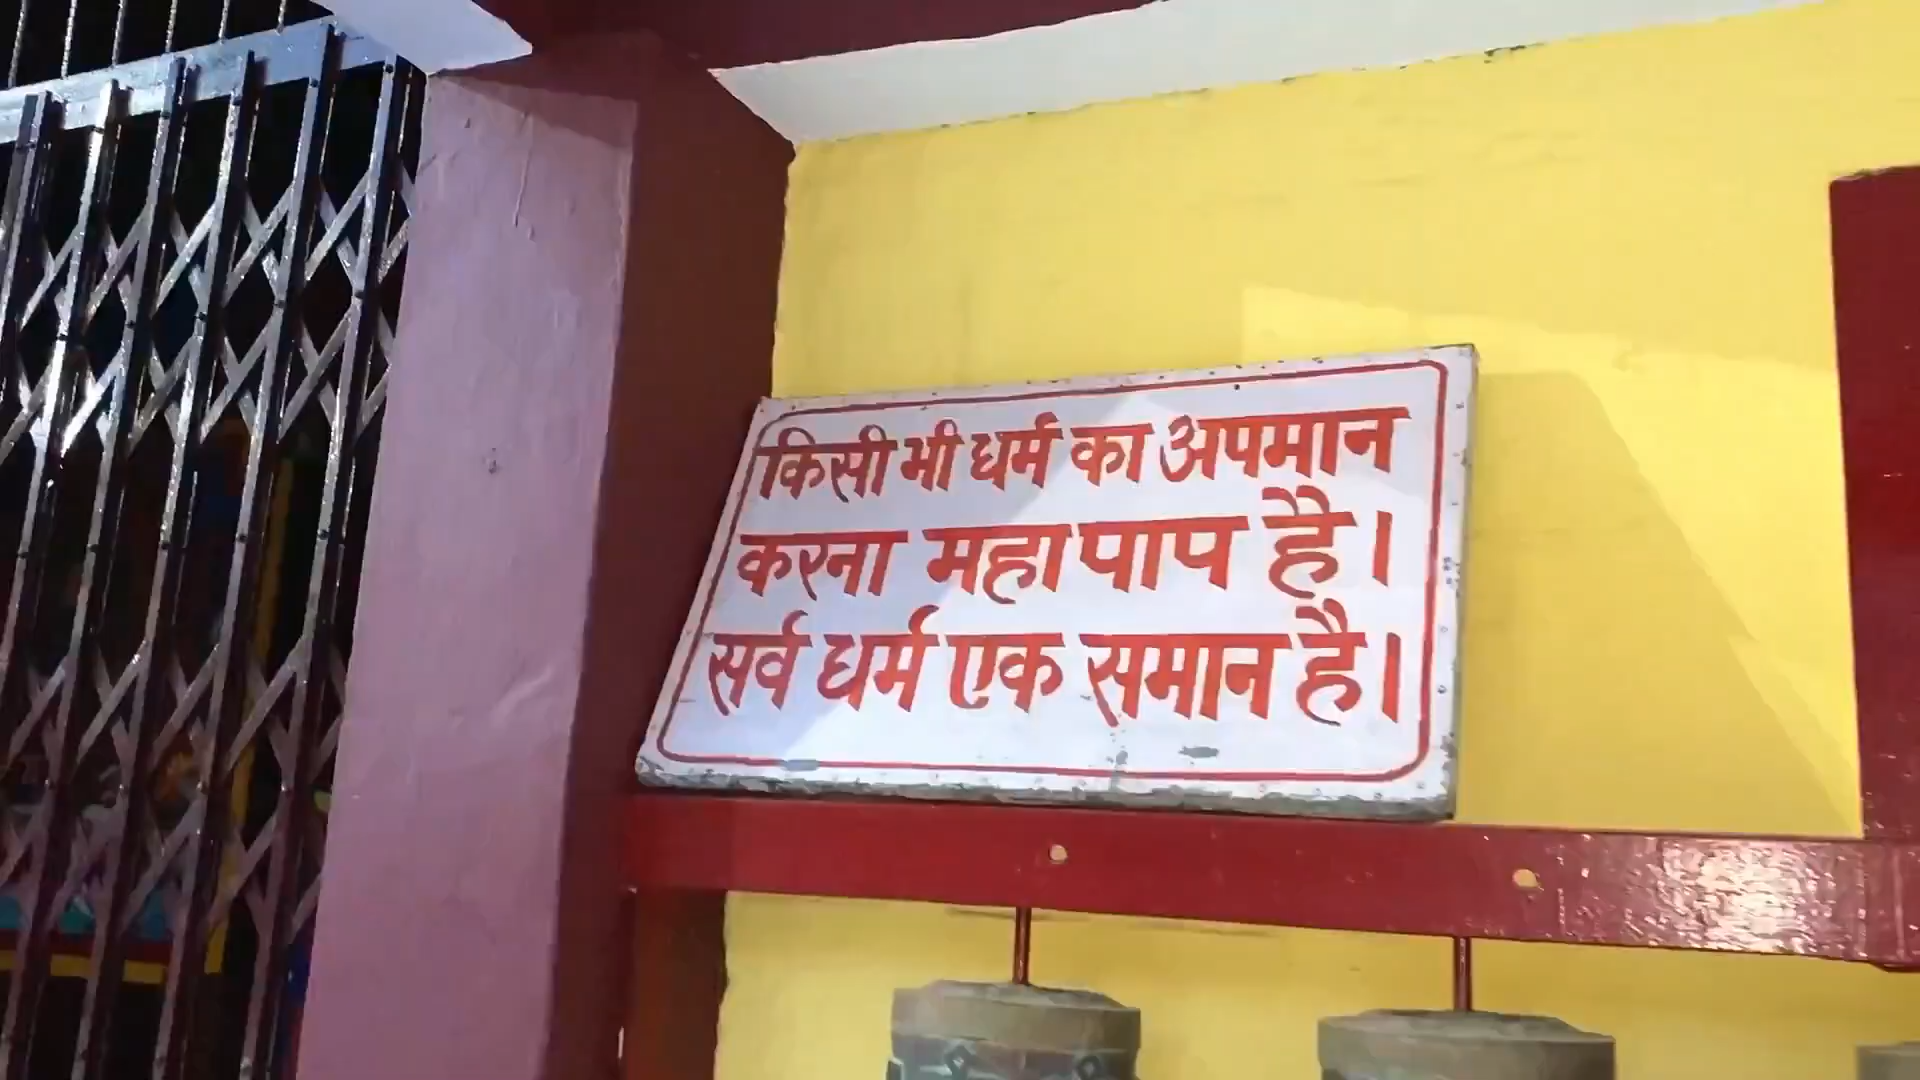 किसी भी धर्म का अपमान
करना महापाप है।
सर्व धर्म एक समान है।